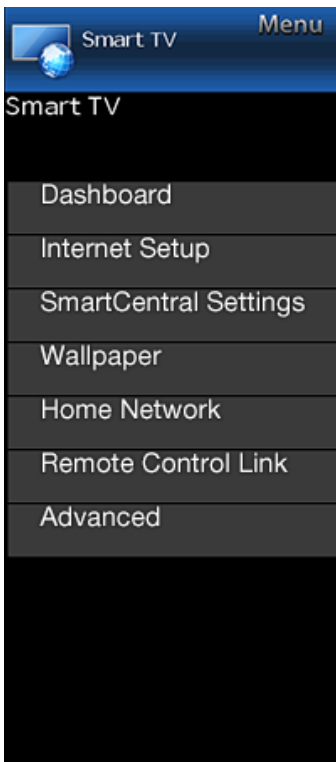 Smart TV
Menu
Smart TV
Dashboard
Internet Setup
SmartCentral Settings
Wallpaper
Home Network
Remote Control Link
Advanced